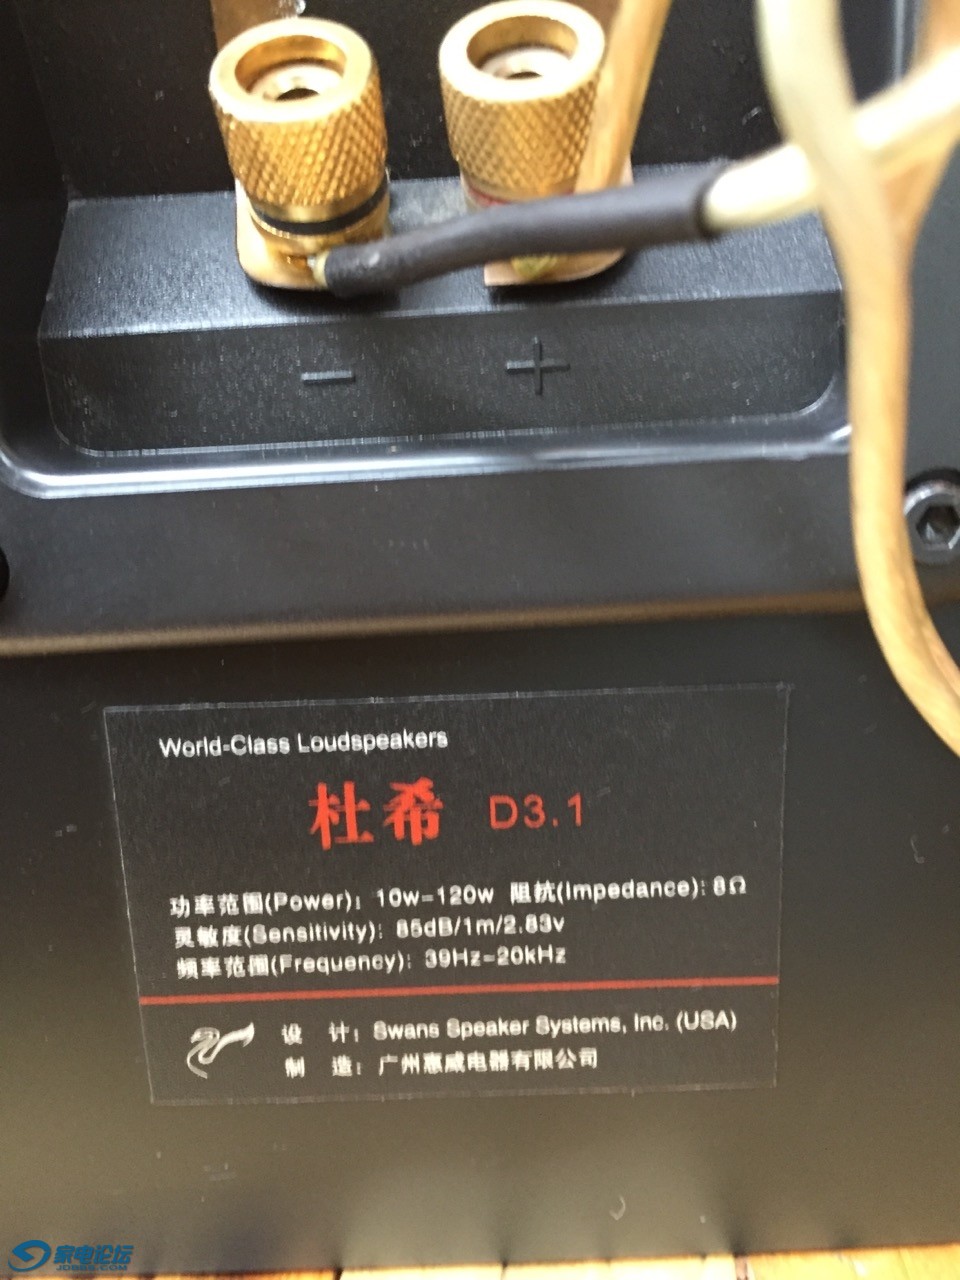 − +
World-Class Loudspeakers
杜希 D3.1
功率范围(Power): 10w-120w 阻抗(Impedance): 8Ω
灵敏度(Sensitivity): 85dB/1m/2.83v
频率范围(Frequency): 39Hz-20kHz
设 计: Swans Speaker Systems, Inc. (USA)
制 造: 广州惠威电器有限公司
家电论坛
JDBBS.COM